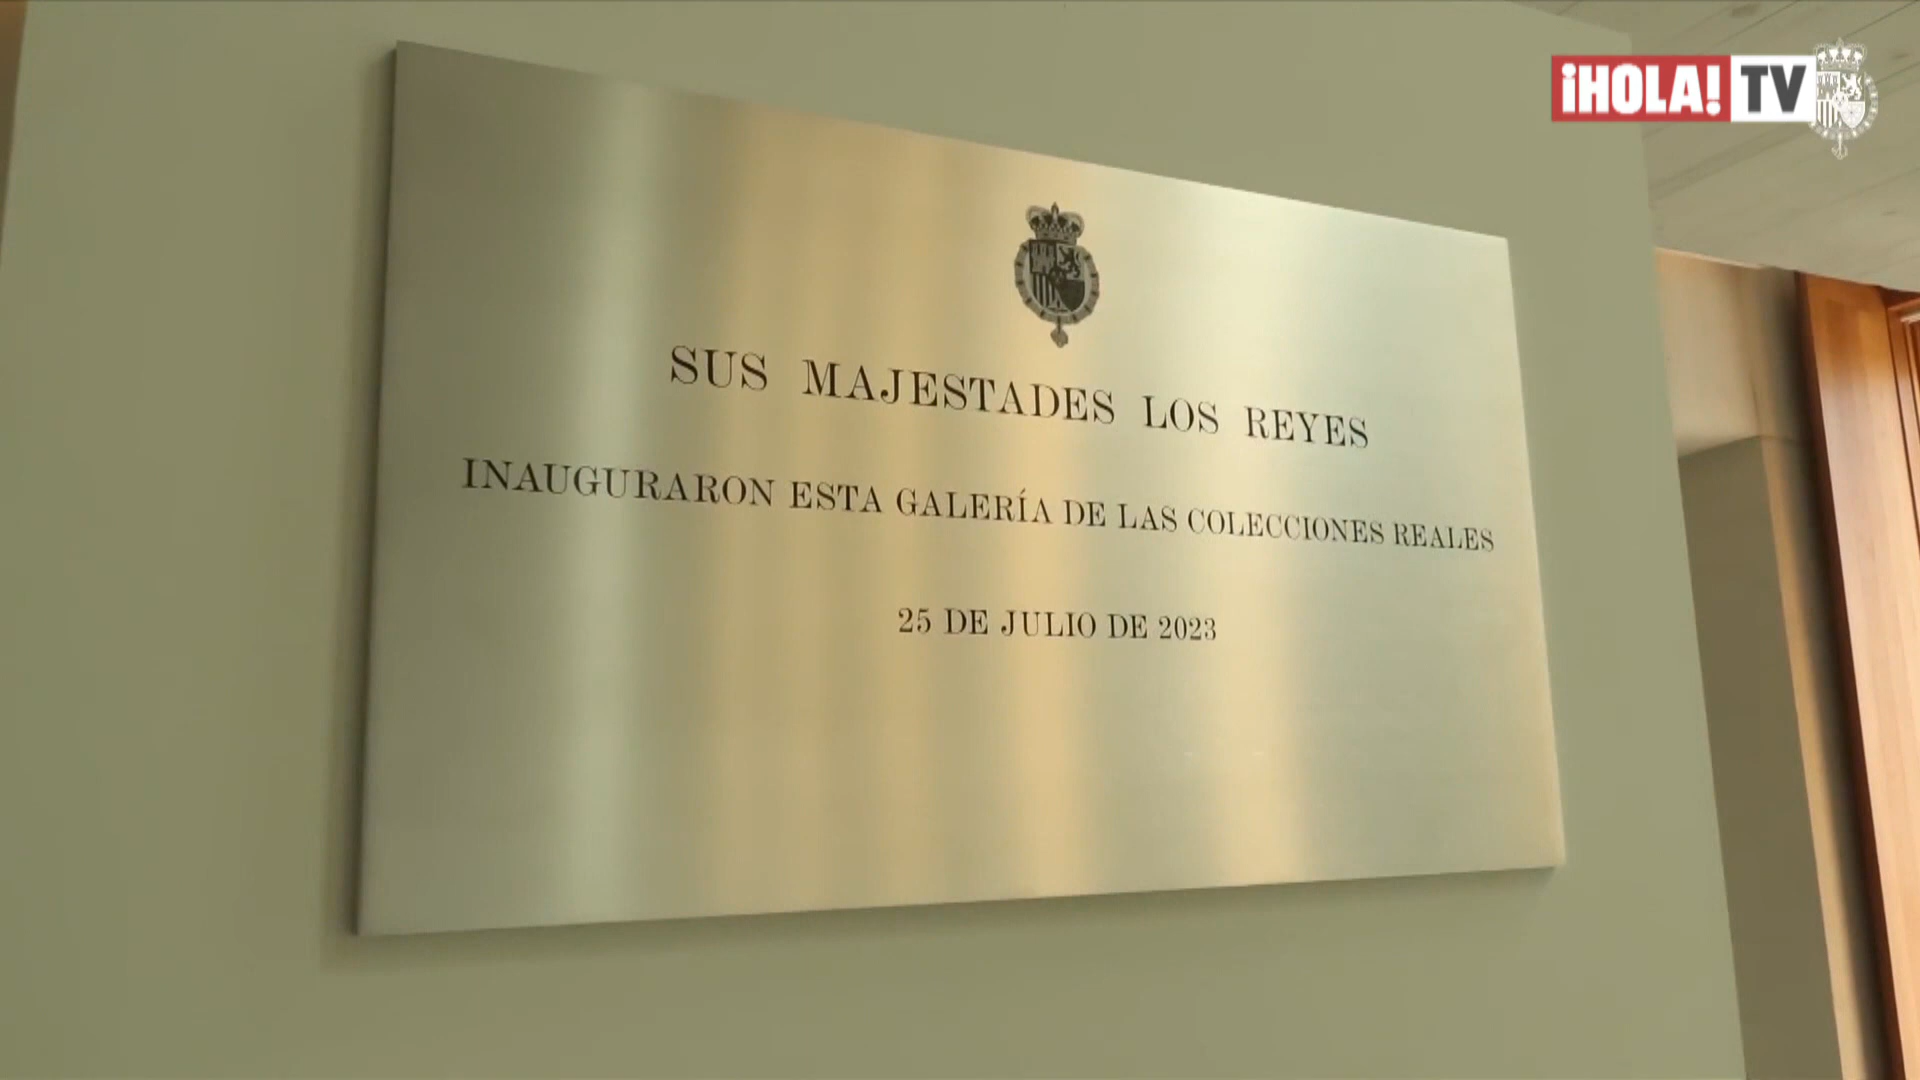 ¡HOLA! TV
SUS MAJESTADES LOS REYES
INAUGURARON ESTA GALERÍA DE LAS COLECCIONES REALES
25 DE JULIO DE 2023